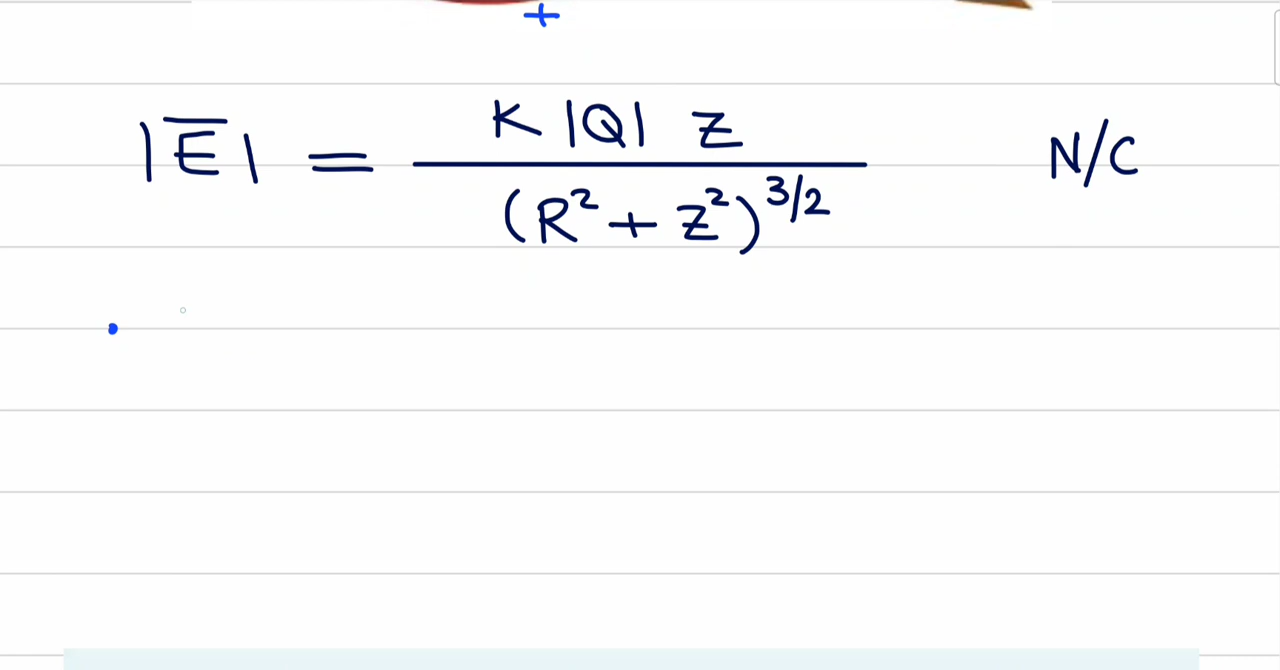 +
|E̅| = K |Q| Z / (R² + Z²)^3/2 N/C